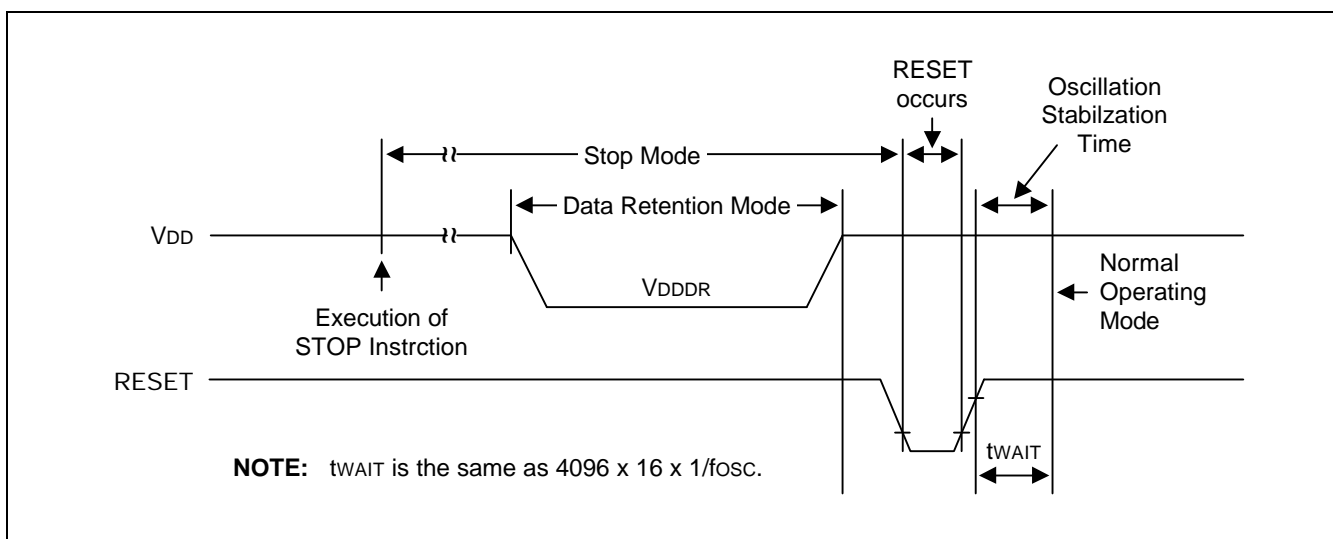 RESET
occurs
Oscillation
Stabilzation
Time
Stop Mode
Data Retention Mode
VDD
VDDDR
Normal
Operating
Mode
Execution of
STOP Instrction
RESET
tWAIT
NOTE: tWAIT is the same as 4096 x 16 x 1/fOSC.